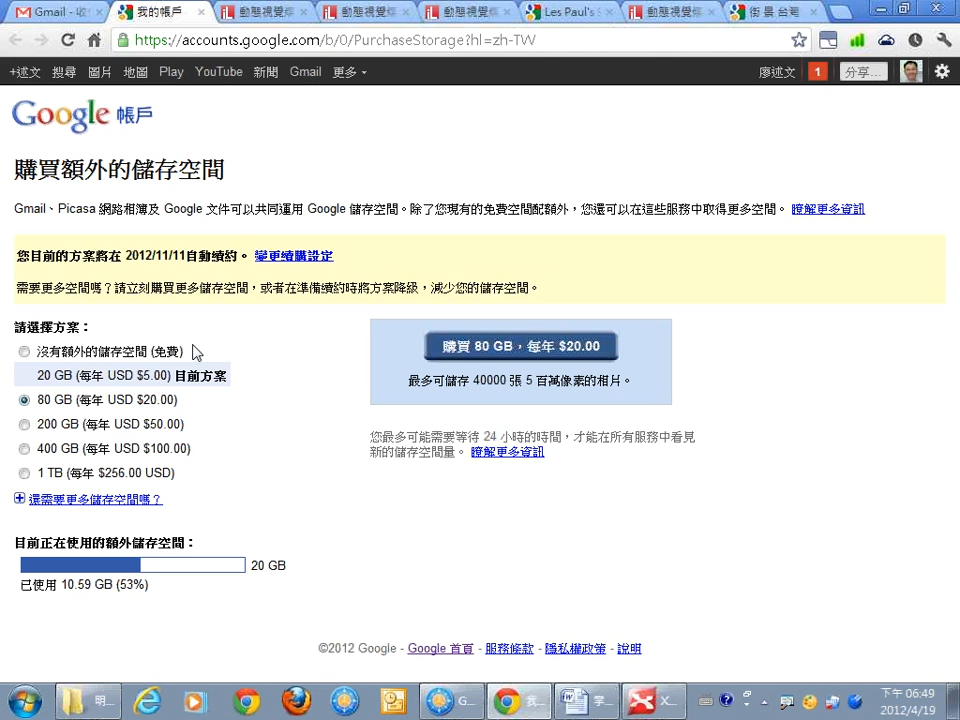 Gmail - 收
我的帳戶
動態視覺
動態視覺
動態視覺
Les Paul's
動態視覺
街景 台灣
https://accounts.google.com/b/0/PurchaseStorage?hl=zh-TW
+述文 搜尋 圖片 地圖 Play YouTube 新聞 Gmail 更多
廖述文 1 分享...
Google 帳戶
購買額外的儲存空間
Gmail、Picasa 網路相簿及 Google 文件可以共同運用 Google 儲存空間。除了您現有的免費空間配額外，您還可以在這些服務中取得更多空間。 瞭解更多資訊
您目前的方案將在 2012/11/11自動續約。 變更續購設定
需要更多空間嗎？請立刻購買更多儲存空間，或者在準備續約時將方案降級，減少您的儲存空間。
請選擇方案：
沒有額外的儲存空間 (免費)
20 GB (每年 USD $5.00) 目前方案
80 GB (每年 USD $20.00)
200 GB (每年 USD $50.00)
400 GB (每年 USD $100.00)
1 TB (每年 $256.00 USD)
還需要更多儲存空間嗎？
購買 80 GB，每年 $20.00
最多可儲存 40000 張 5 百萬像素的相片。
您最多可能需要等待 24 小時的時間，才能在所有服務中看見
新的儲存空間量。 瞭解更多資訊
目前正在使用的額外儲存空間：
20 GB
已使用 10.59 GB (53%)
©2012 Google - Google 首頁 - 服務條款 - 隱私權政策 - 說明
明...
G...
我...
掌...
X...
下午 06:49
2012/4/19